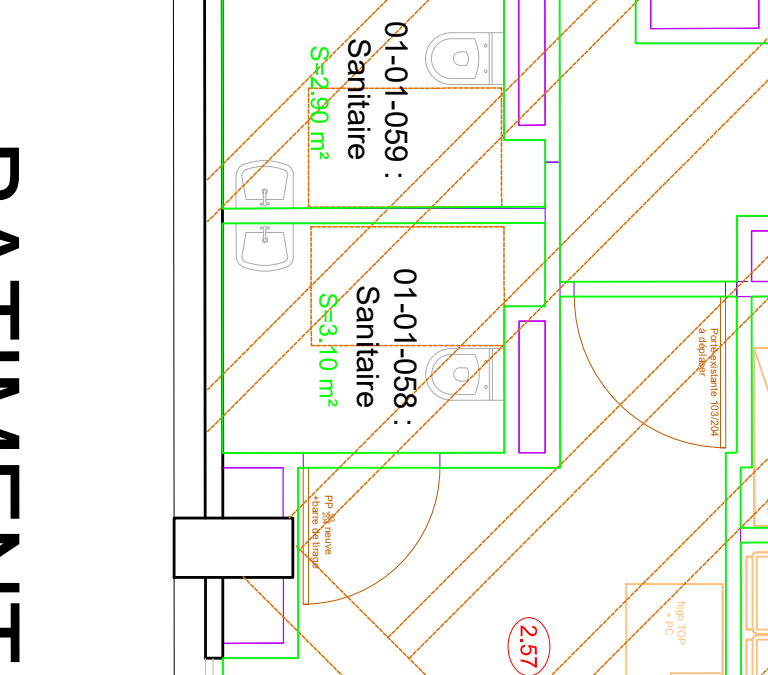 01-01-059 :
Sanitaire
S=2.90 m²
01-01-058 :
Sanitaire
S=3.10 m²
Porte existante 103/204
à déplacer
PP neuve
+barre de tirage
2.57
frigo TOP
+ PC
BATIMENT